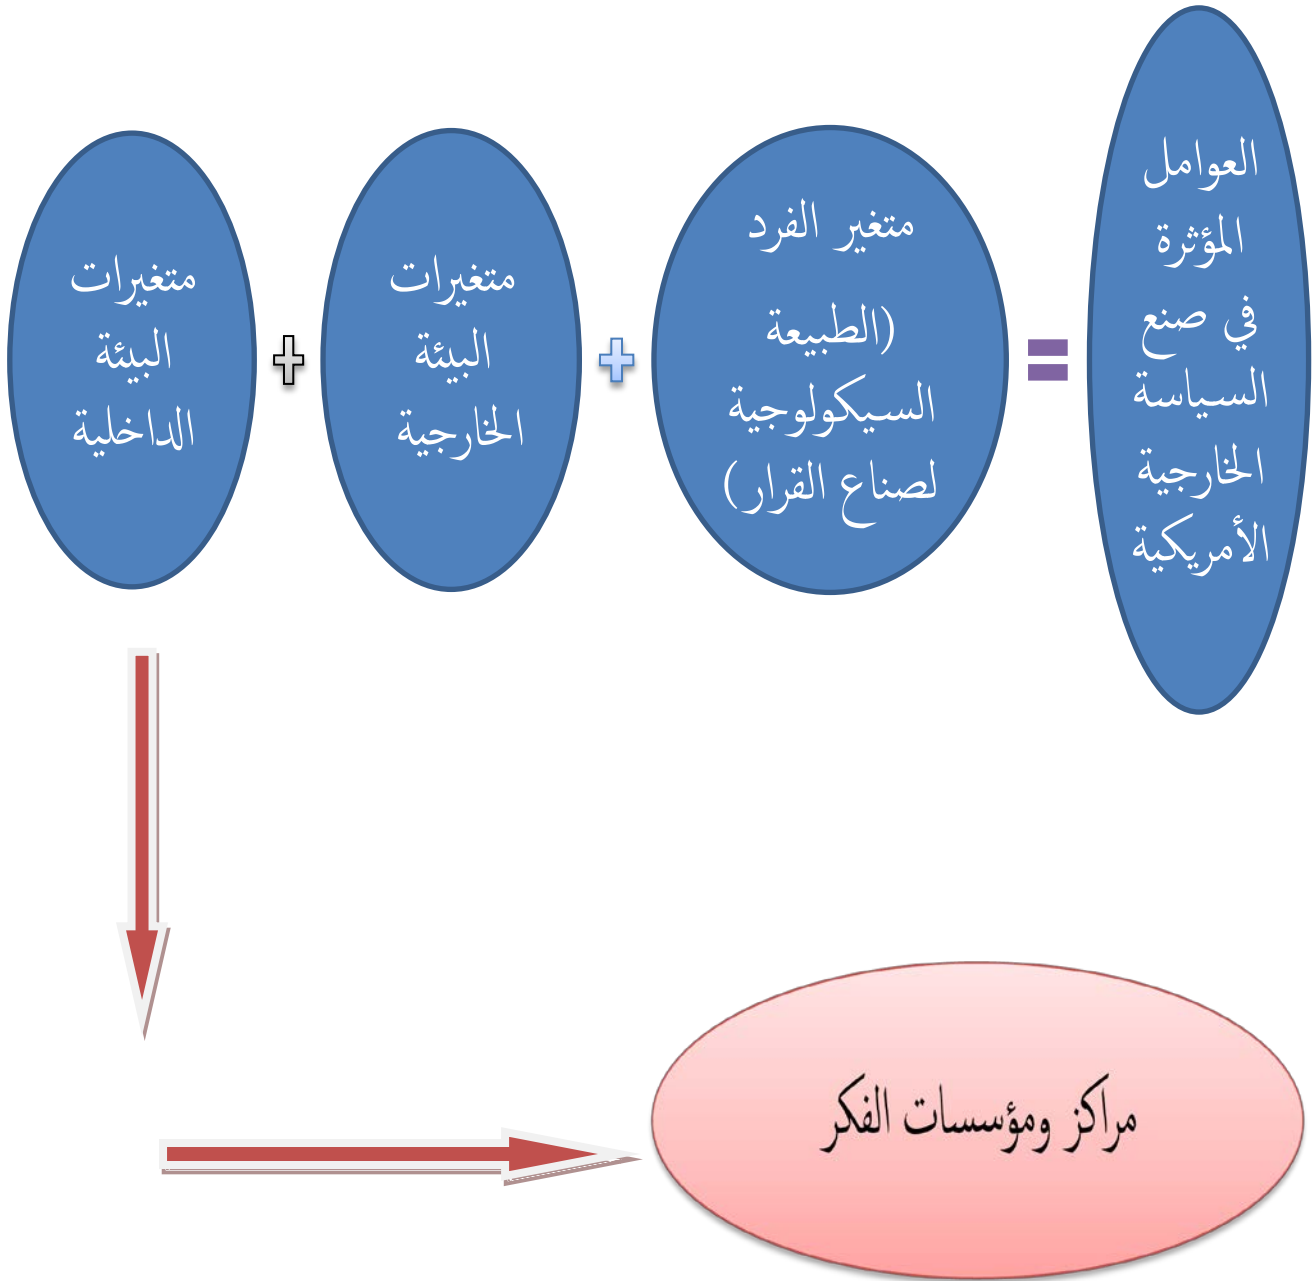 متغيرات
البيئة
الداخلية
متغيرات
البيئة
الخارجية
متغير الفرد
(الطبيعة
السيكولوجية
لصناع القرار)
العوامل
المؤثرة
في صنع
السياسة
الخارجية
الأمريكية
مراكز ومؤسسات الفكر